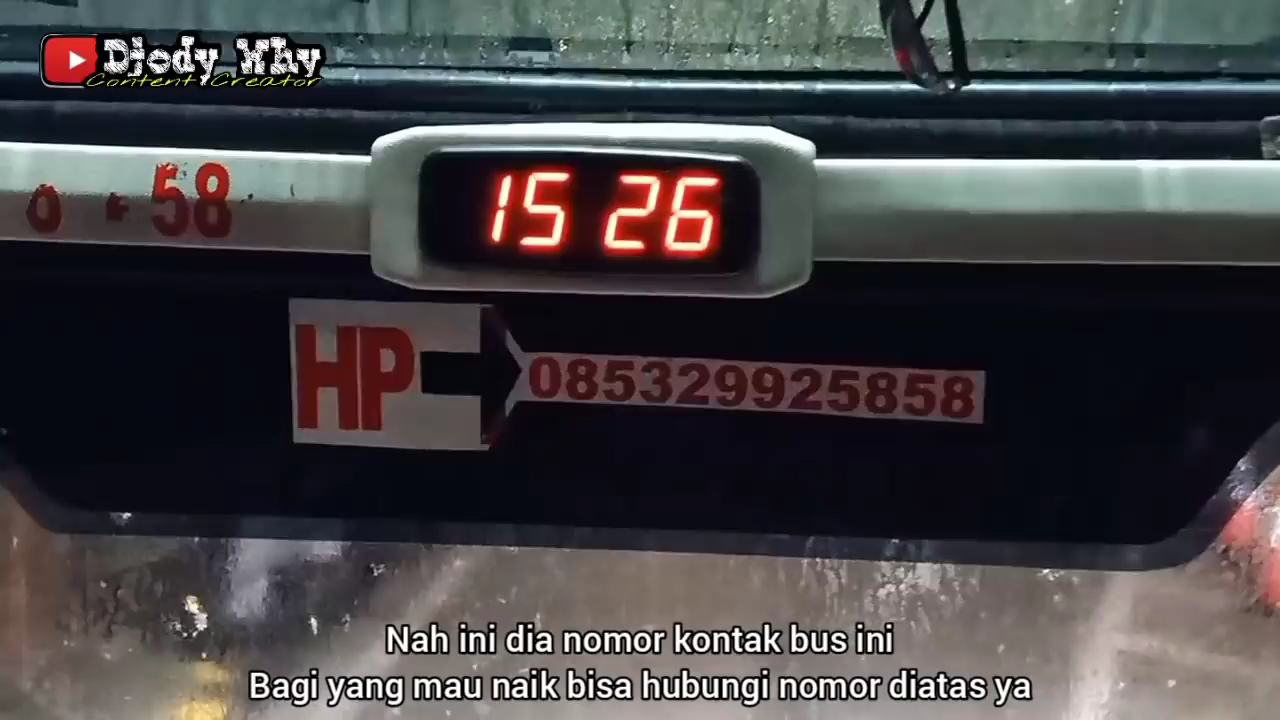 Djody Why
Content Creator
0 - 58
15 26
HP
085329925858
Nah ini dia nomor kontak bus ini
Bagi yang mau naik bisa hubungi nomor diatas ya